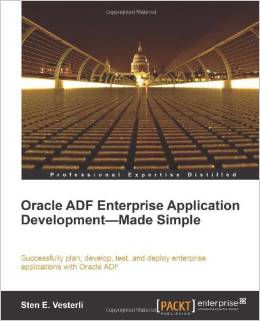 Professional Expertise Distilled
Oracle ADF Enterprise Application
Development—Made Simple
Successfully plan, develop, test, and deploy enterprise
applications with Oracle ADF
Sten E. Vesterli
[PACKT] enterprise
PUBLISHING